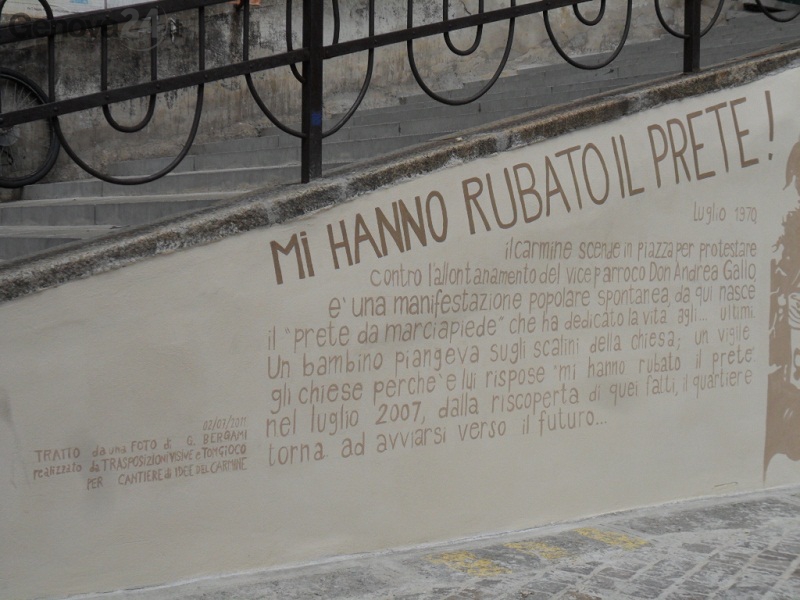 Genova24
MI HANNO RUBATO IL PRETE!
Luglio 1970
il carmine scende in piazza per protestare
contro l'allontanamento del viceparroco Don Andrea Gallo
e' una manifestazione popolare spontanea, da qui nasce
il "prete da marciapiede" che ha dedicato la vita agli... ultimi.
Un bambino piangeva sugli scalini della chiesa; un vigile
gli chiese perchè e lui rispose "mi hanno rubato il prete"
nel luglio 2007, dalla riscoperta di quei fatti, il quartiere
torna ad avviarsi verso il futuro...
02/07/2011
TRATTO da una FOTO di G. BERGAMI
realizzato da TRASPOSIZIONI VISIVE e TONGIOCO
PER CANTIERE di IDEE DEL CARMINE